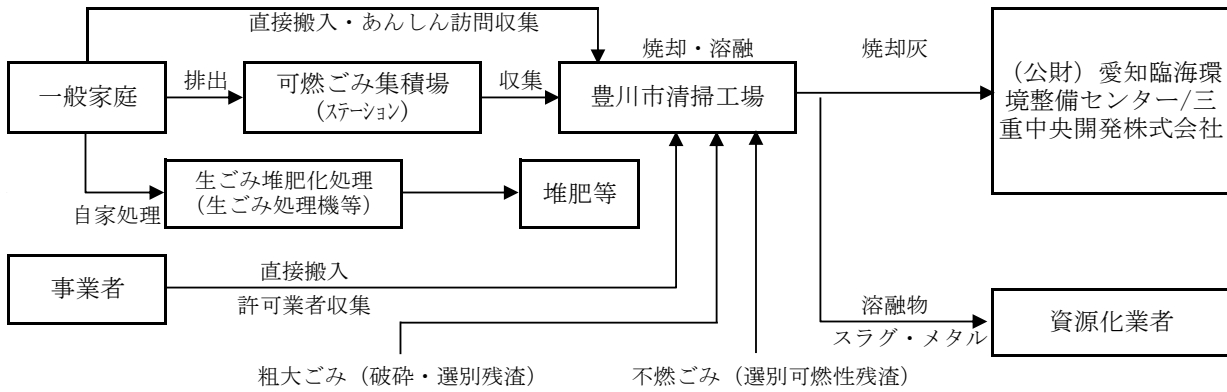 直接搬入・あんしん訪問収集
焼却・溶融
焼却灰
一般家庭
排出
可燃ごみ集積場
(ｽﾃｰｼｮﾝ)
収集
豊川市清掃工場
（公財）愛知臨海環
境整備センター/三
重中央開発株式会社
自家処理
生ごみ堆肥化処理
(生ごみ処理機等)
堆肥等
事業者
直接搬入
許可業者収集
溶融物
スラグ・メタル
資源化業者
粗大ごみ（破砕・選別残渣）
不燃ごみ（選別可燃性残渣）